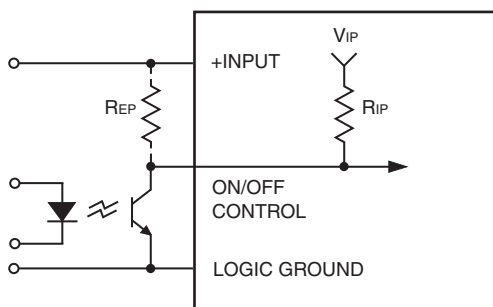 VIP
+INPUT
REP
RIP
ON/OFF
CONTROL
LOGIC GROUND